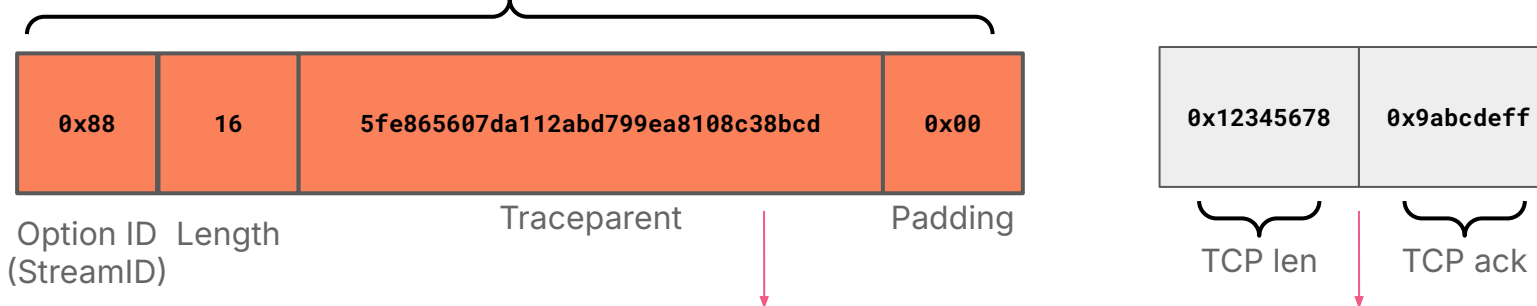 0x88
16
5fe865607da112abd799ea8108c38bcd
0x00
0x12345678
0x9abcdeff
Option ID
(StreamID)
Length
Traceparent
Padding
TCP len
TCP ack